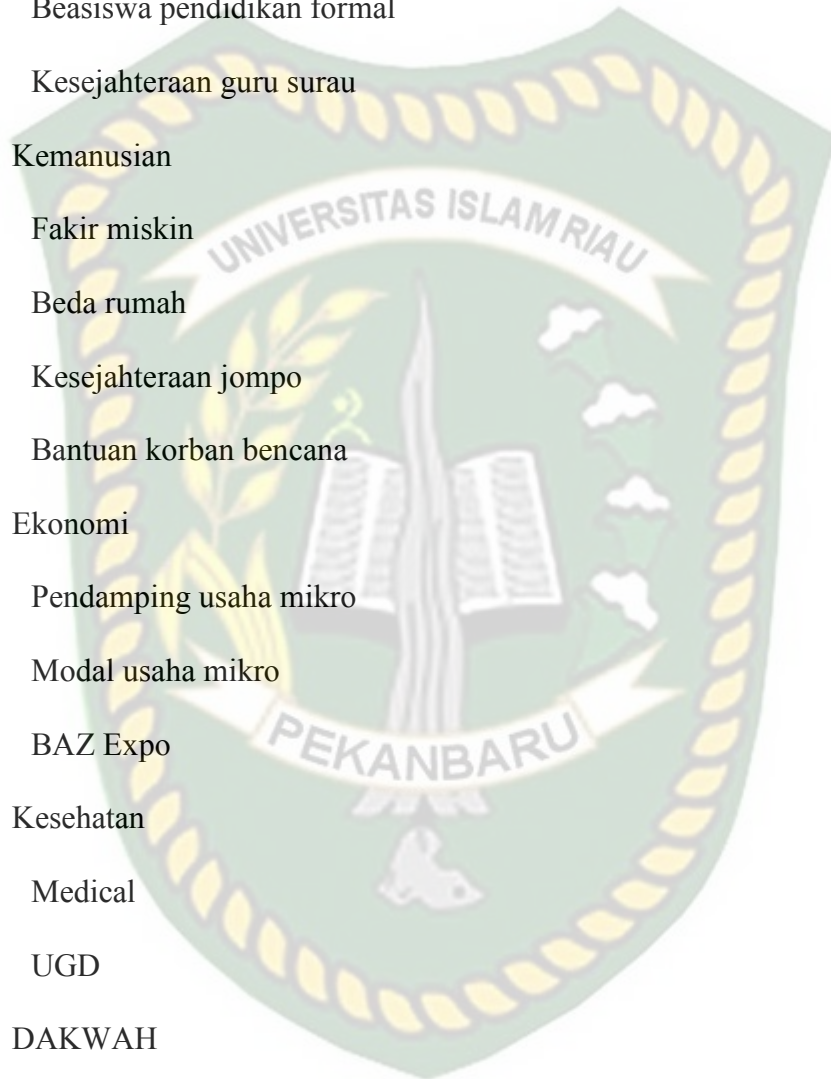 Beasiswa pendidikan formal
Kesejahteraan guru surau
Kemanusian
Fakir miskin
UNIVERSITAS ISLAM RIAU
Beda rumah
Kesejahteraan jompo
Bantuan korban bencana
Ekonomi
Pendamping usaha mikro
Modal usaha mikro
PEKANBARU
BAZ Expo
Kesehatan
Medical
UGD
DAKWAH